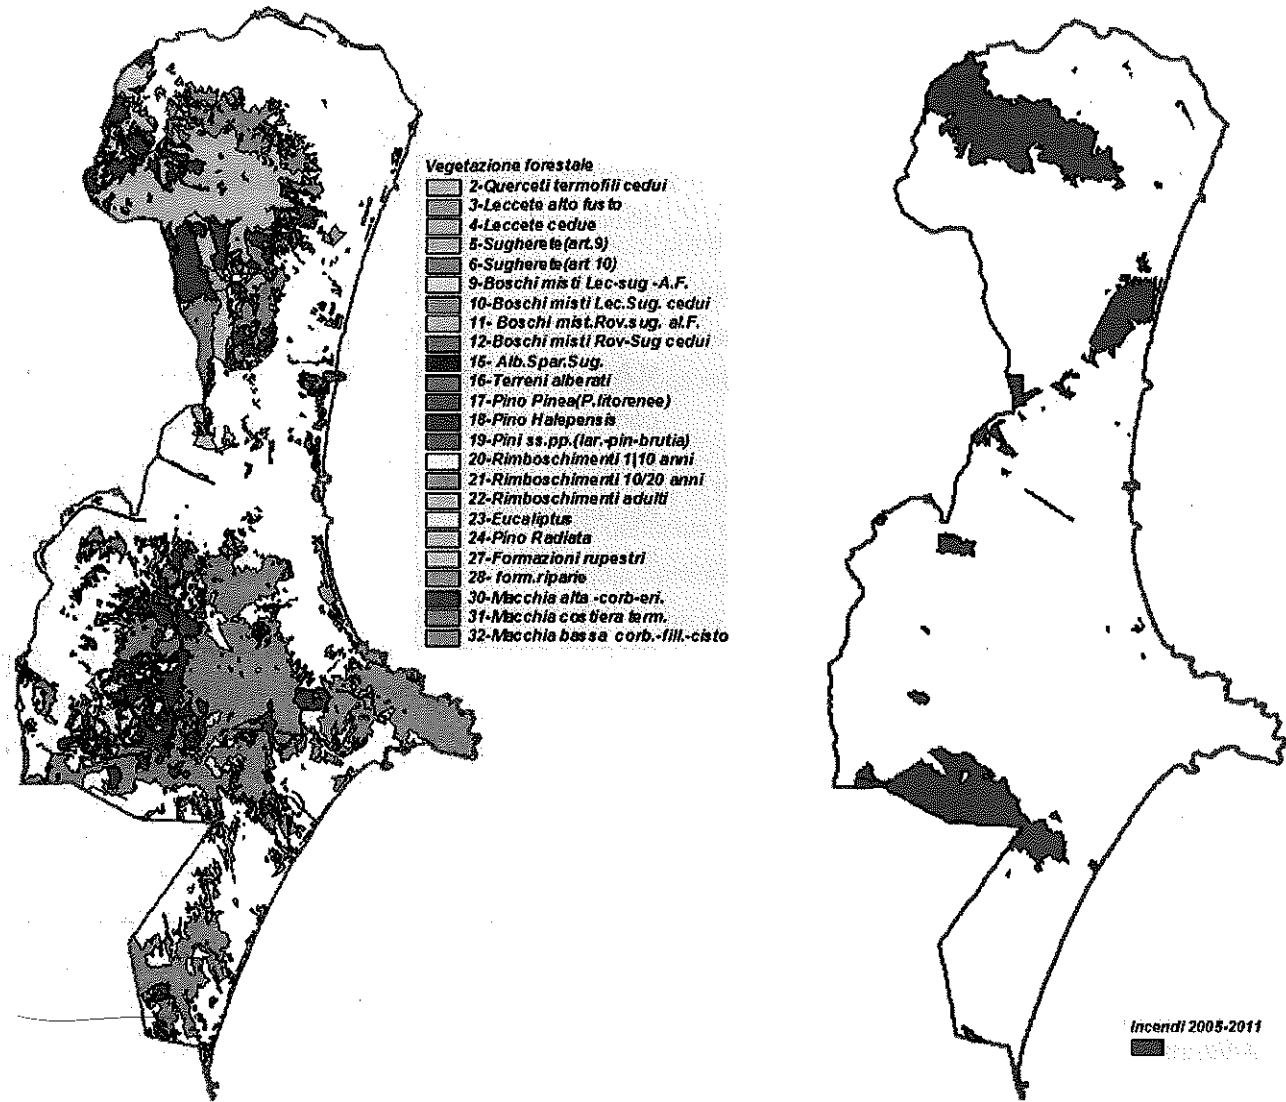 Vegetazione forestale
2-Querceti termofili cedui
3-Leccete alto fusto
4-Leccete cedue
5-Sugherete(art.9)
6-Sugherete(art 10)
9-Boschi misti Lec-sug -A.F.
10-Boschi misti Lec.Sug. cedui
11- Boschi mist.Rov.sug. al.F.
12-Boschi misti Rov-Sug cedui
15- Alb.Spar.Sug.
16-Terreni alberati
17-Pino Pinea(P.litorenee)
18-Pino Halepensis
19-Pini ss.pp.(lar.-pin-brutia)
20-Rimboschimenti 1|10 anni
21-Rimboschimenti 10/20 anni
22-Rimboschimenti adulti
23-Eucaliptus
24-Pino Radiata
27-Formazioni rupestri
28- form.riparie
30-Macchia alta -corb-eri.
31-Macchia costiera term.
32-Macchia bassa corb.-fill.-cisto
Incendi 2005-2011